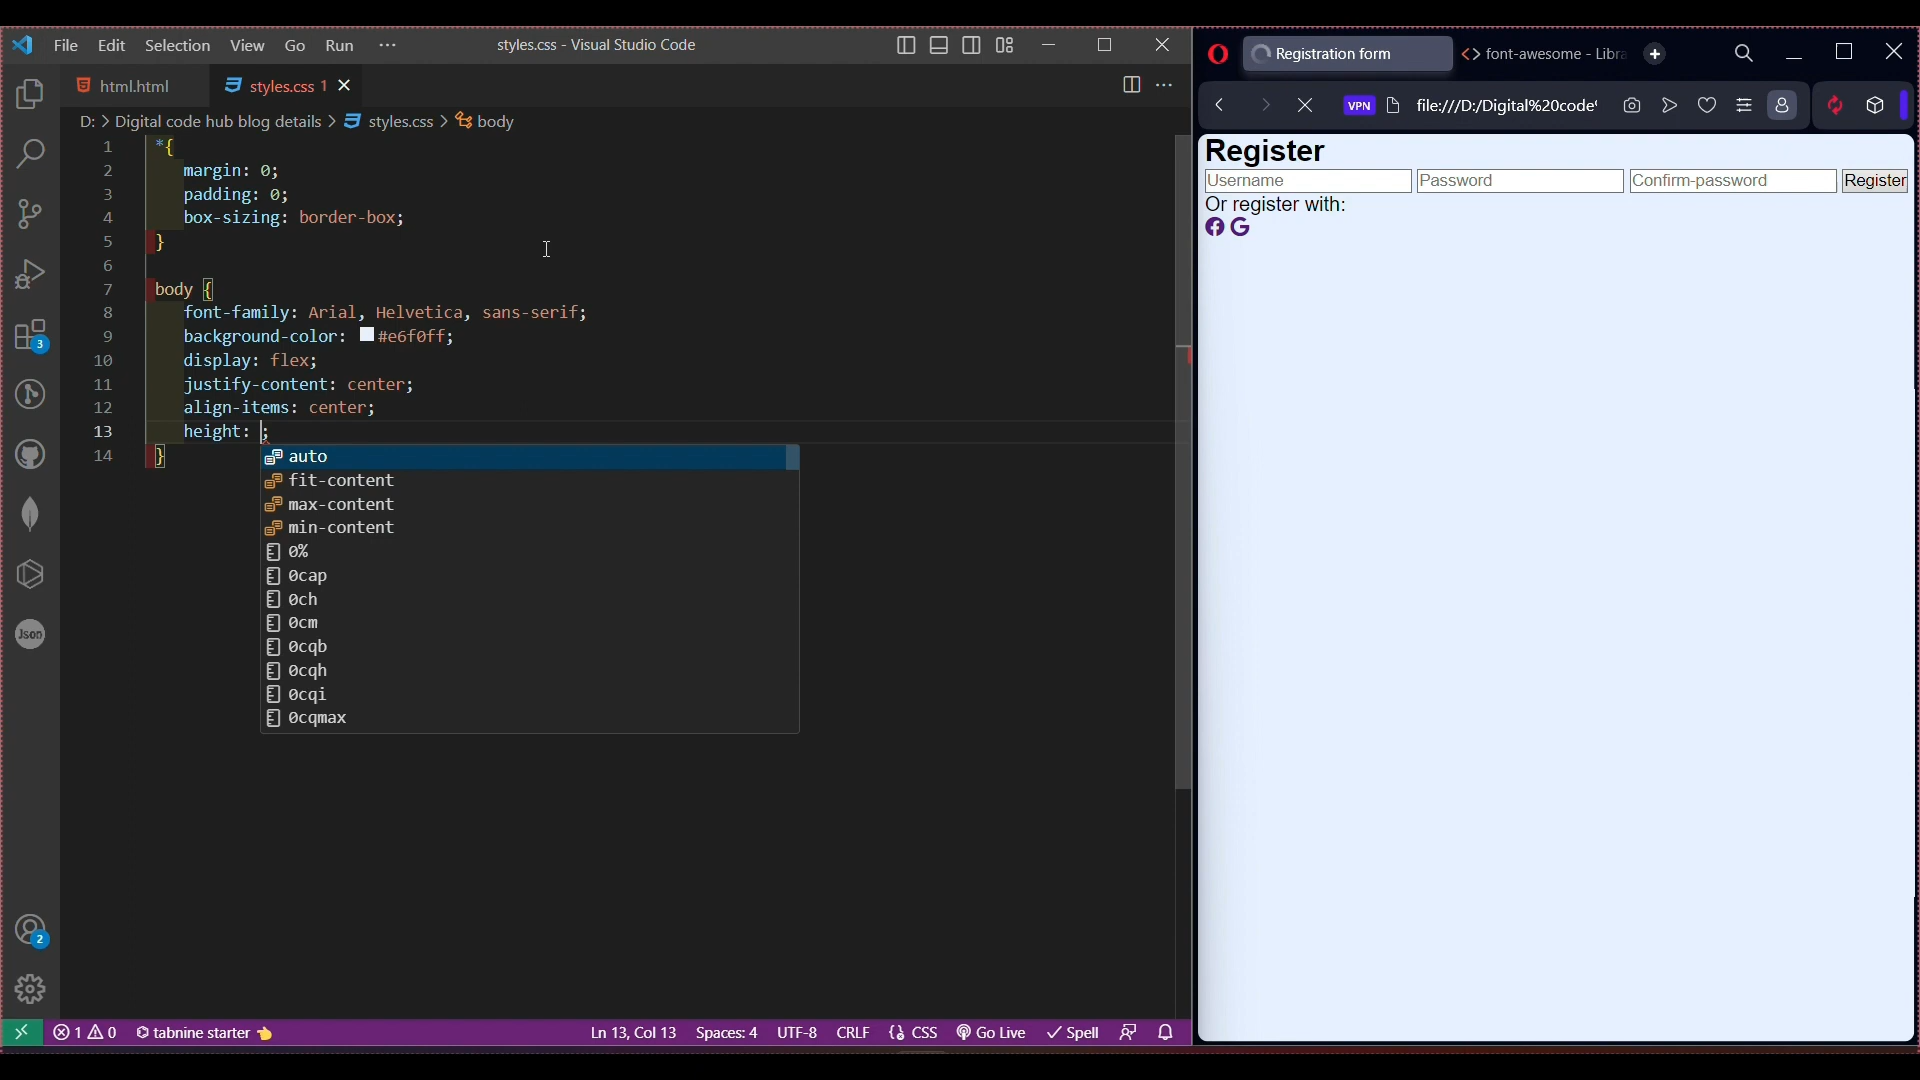 File Edit Selection View Go Run ··· styles.css - Visual Studio Code
html.html styles.css 1
D: > Digital code hub blog details > styles.css > body
1 *{
2 margin: 0;
3 padding: 0;
4 box-sizing: border-box;
5 }
6
7 body {
8 font-family: Arial, Helvetica, sans-serif;
9 background-color: #e6f0ff;
10 display: flex;
11 justify-content: center;
12 align-items: center;
13 height: ;
14 }
auto
fit-content
max-content
min-content
0%
0cap
0ch
0cm
0cqb
0cqh
0cqi
0cqmax
3
Json
2
1 0 tabnine starter Ln 13, Col 13 Spaces: 4 UTF-8 CRLF CSS Go Live Spell
Registration form font-awesome - Libra
VPN file:///D:/Digital%20code
Register
Username Password Confirm-password Register
Or register with: